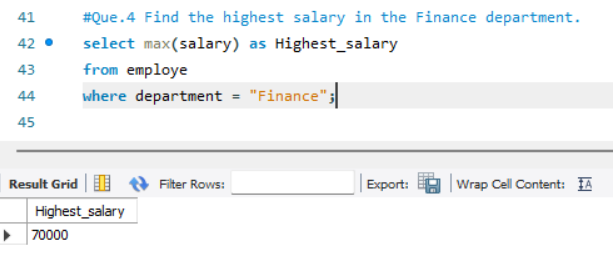 41 #Que.4 Find the highest salary in the Finance department.
42 select max(salary) as Highest_salary
43 from employe
44 where department = "Finance";
45
Result Grid Filter Rows: Export: Wrap Cell Content: IA
Highest_salary
70000